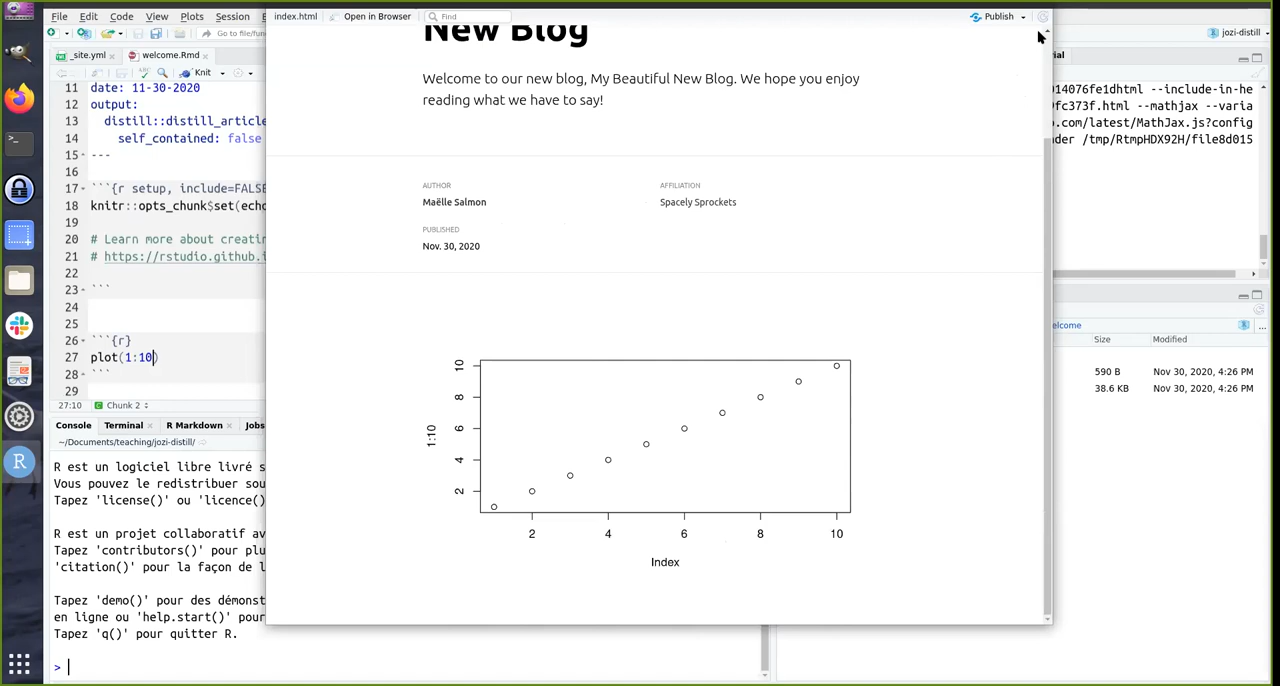 File Edit Code View Plots Session
jozi-distill
Go to file/fun
_site.yml welcome.Rmd
Knit
11 date: 11-30-2020
12 output:
13 distill::distill_article
14 self_contained: false
15 ---
16
17 ```{r setup, include=FALSE
18 knitr::opts_chunk$set(echo
19
20 # Learn more about creatin
21 # https://rstudio.github.i
22
23 ```
24
25
26 ```{r}
27 plot(1:10)
28 ```
29
27:10 Chunk 2
Console Terminal R Markdown Jobs
~/Documents/teaching/jozi-distill/
R est un logiciel libre livré s
Vous pouvez le redistribuer sou
Tapez 'license()' ou 'licence()
R est un projet collaboratif av
Tapez 'contributors()' pour plu
'citation()' pour la façon de l
Tapez 'demo()' pour des démonst
en ligne ou 'help.start()' pour
Tapez 'q()' pour quitter R.
>
index.html Open in Browser Find Publish
New Blog
Welcome to our new blog, My Beautiful New Blog. We hope you enjoy
reading what we have to say!
AUTHOR AFFILIATION
Maëlle Salmon Spacely Sprockets
PUBLISHED
Nov. 30, 2020
10
8
6
4
2
1:10
2 4 6 8 10
Index
ial
014076fe1dhtml --include-in-he
9fc373f.html --mathjax --varia
o.com/latest/MathJax.js?config
ader /tmp/RtmpHDX92H/file8d015
elcome
...
Size Modified
590 B Nov 30, 2020, 4:26 PM
38.6 KB Nov 30, 2020, 4:26 PM
R